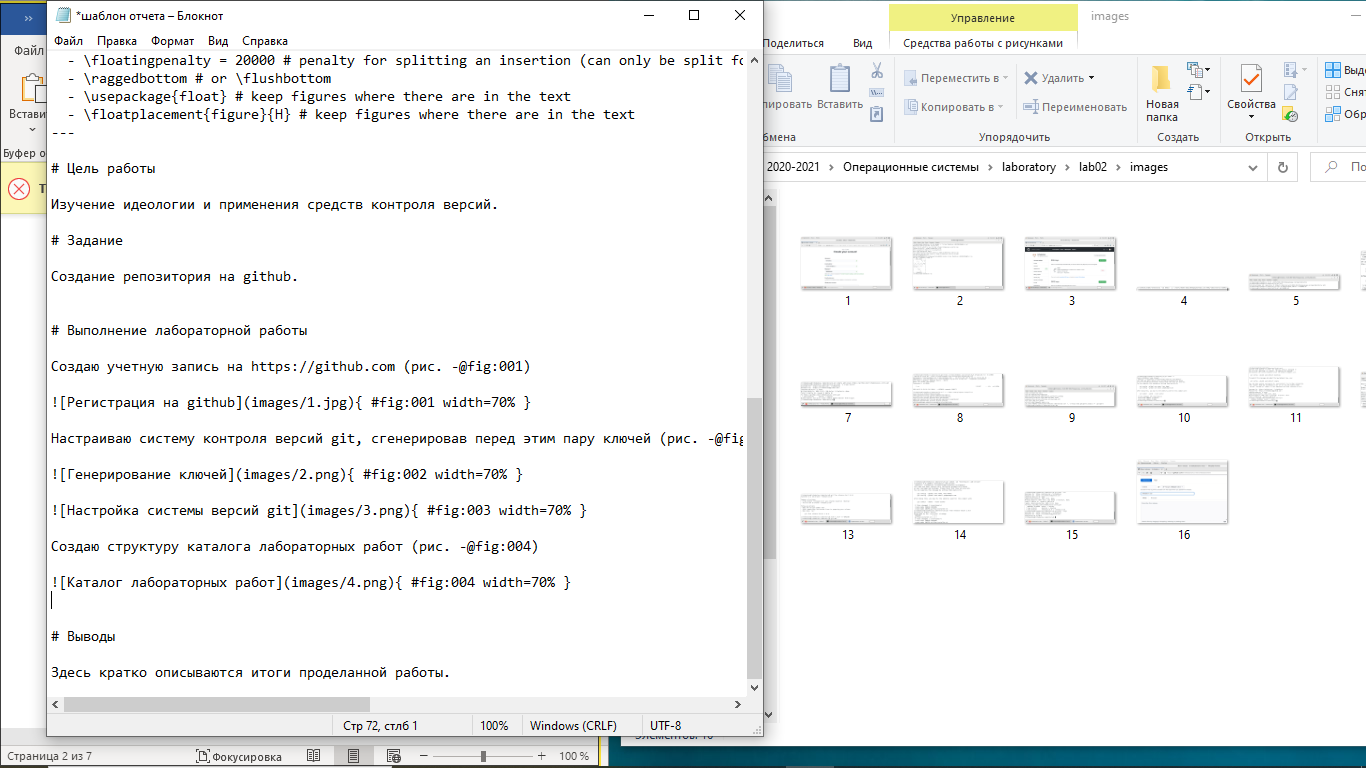 *шаблон отчета – Блокнот
Файл Правка Формат Вид Справка
- \floatingpenalty = 20000 # penalty for splitting an insertion (can only be split fo
- \raggedbottom # or \flushbottom
- \usepackage{float} # keep figures where there are in the text
- \floatplacement{figure}{H} # keep figures where there are in the text
---
# Цель работы
Изучение идеологии и применения средств контроля версий.
# Задание
Создание репозитория на github.
# Выполнение лабораторной работы
Создаю учетную запись на https://github.com (рис. -@fig:001)
![Регистрация на github](images/1.jpg){ #fig:001 width=70% }
Настраиваю систему контроля версий git, сгенерировав перед этим пару ключей (рис. -@fig
![Генерирование ключей](images/2.png){ #fig:002 width=70% }
![Настройка системы версий git](images/3.png){ #fig:003 width=70% }
Создаю структуру каталога лабораторных работ (рис. -@fig:004)
![Каталог лабораторных работ](images/4.png){ #fig:004 width=70% }
# Выводы
Здесь кратко описываются итоги проделанной работы.
Стр 72, стлб 1 100% Windows (CRLF) UTF-8
Файл
Встави
Буфер о
Т
Страница 2 из 7 Фокусировка 100 %
Управление images
Поделиться Вид Средства работы с рисунками
пировать Вставить
Переместить в Удалить
Копировать в Переименовать
Новая папка
Свойства
Выде
Снят
Обр
бмена Упорядочить Создать Открыть
2020-2021 Операционные системы laboratory lab02 images По
1 2 3 4 5
7 8 9 10 11
13 14 15 16
Элементов: 16